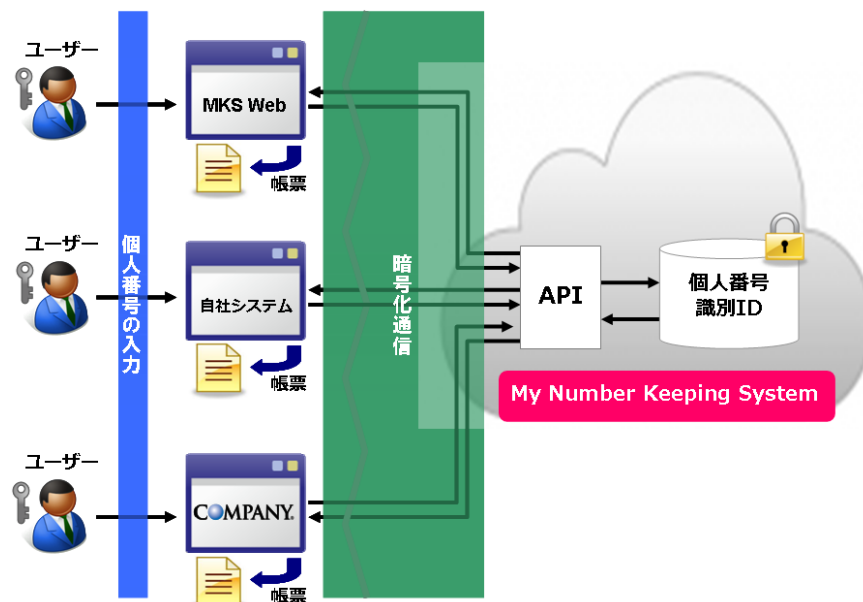 ユーザー
MKS Web
帳票
ユーザー
個人番号の入力
自社システム
帳票
暗号化通信
API
個人番号
識別ID
My Number Keeping System
ユーザー
COMPANY®
帳票